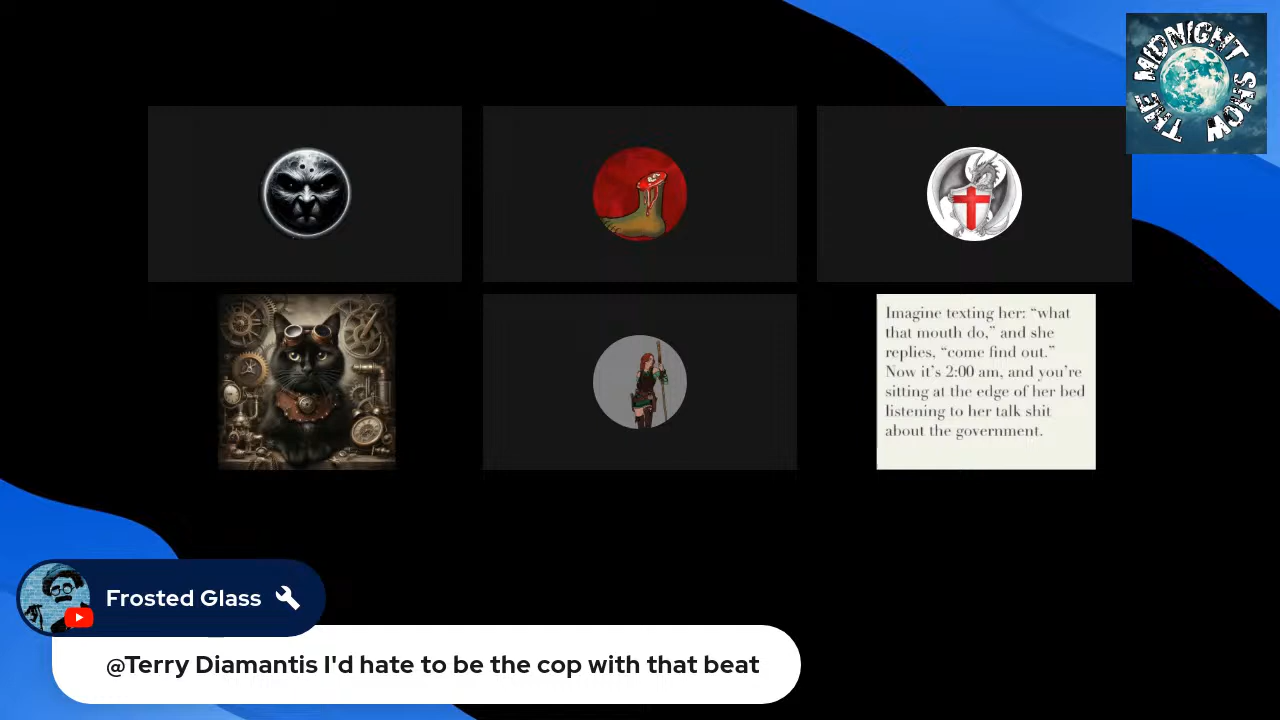 THE MIDNIGHT SHOW
Imagine texting her: “what
that mouth do,” and she
replies, “come find out.”
Now it’s 2:00 am, and you’re
sitting at the edge of her bed
listening to her talk shit
about the government.
Frosted Glass
@Terry Diamantis I'd hate to be the cop with that beat